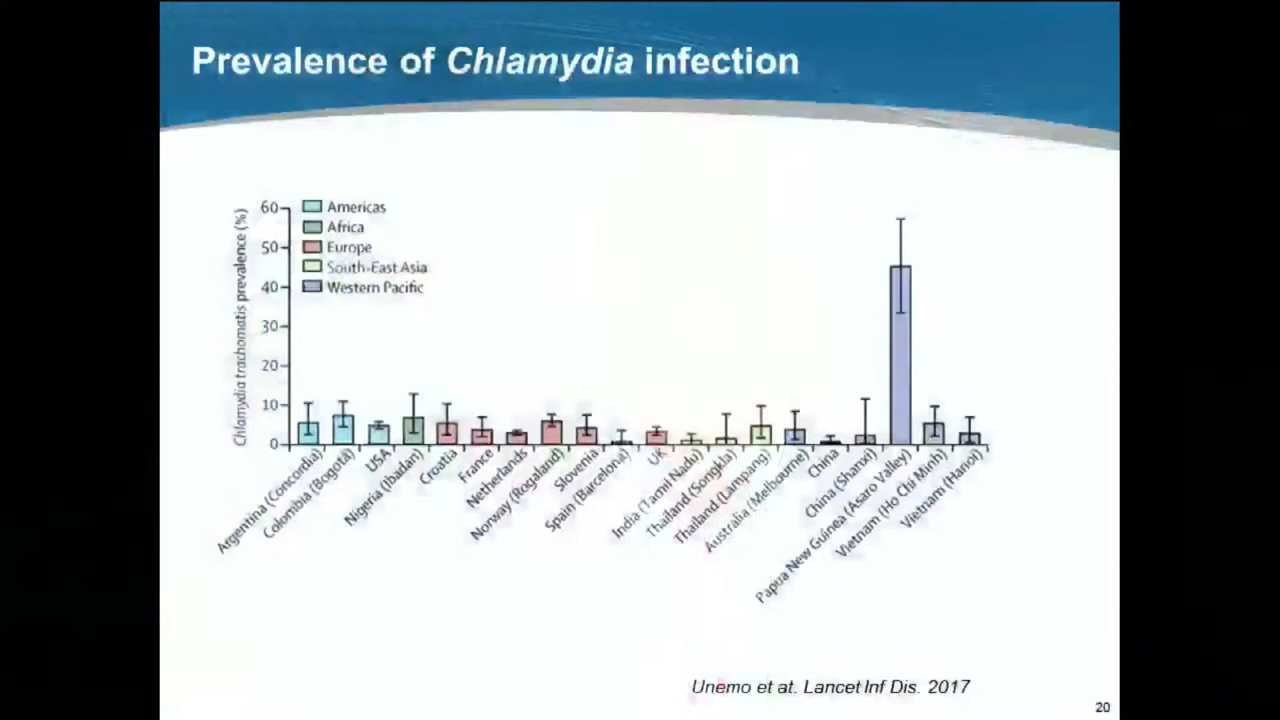 Prevalence of Chlamydia infection
Chlamydia trachomatis prevalence (%)
60
50
40
30
20
10
0
Americas
Africa
Europe
South-East Asia
Western Pacific
Argentina (Concordia)
Colombia (Bogotá)
USA
Nigeria (Ibadan)
Croatia
France
Netherlands
Norway (Rogaland)
Slovenia
Spain (Barcelona)
UK
India (Tamil Nadu)
Thailand (Songkla)
Thailand (Lampang)
Australia (Melbourne)
China
China (Shanxi)
Papua New Guinea (Asaro Valley)
Vietnam (Ho Chi Minh)
Vietnam (Hanoi)
Unemo et at. Lancet Inf Dis. 2017
20